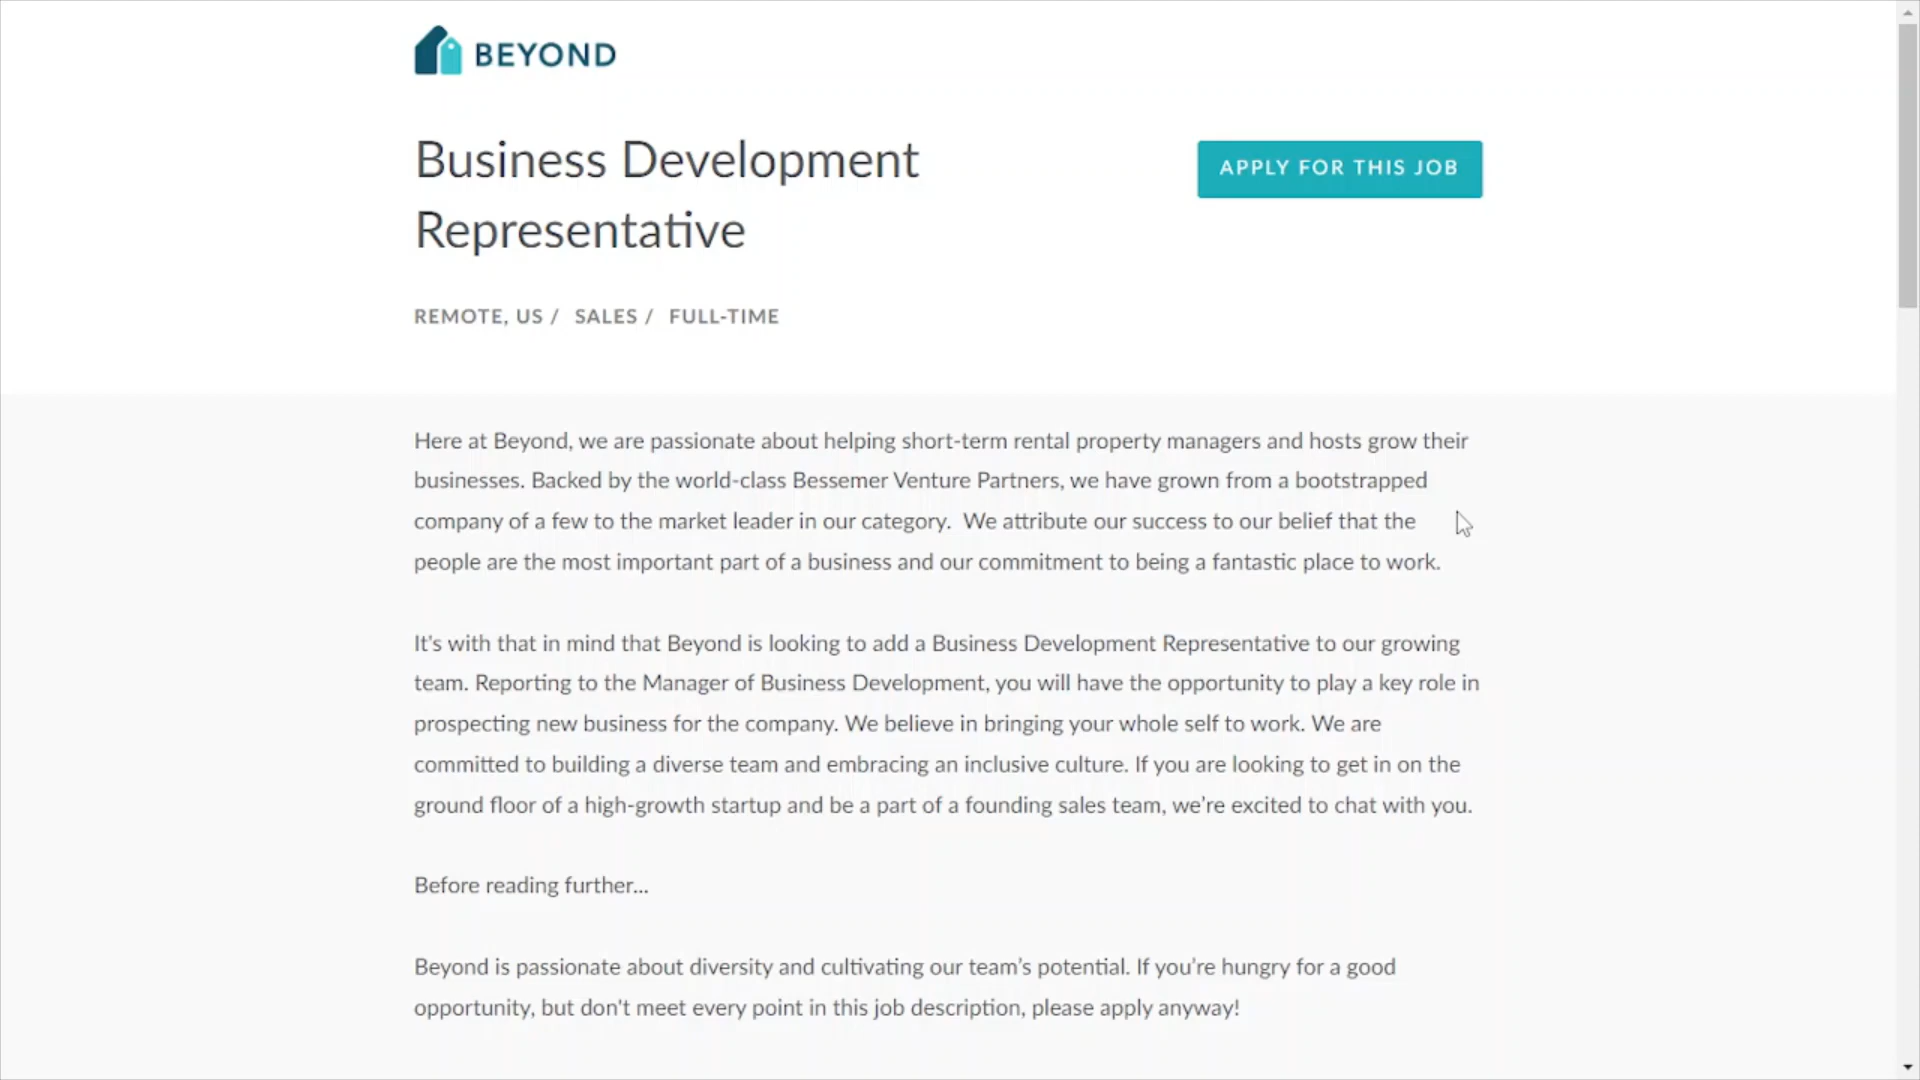 BEYOND
Business Development
Representative
APPLY FOR THIS JOB
REMOTE, US / SALES / FULL-TIME
Here at Beyond, we are passionate about helping short-term rental property managers and hosts grow their
businesses. Backed by the world-class Bessemer Venture Partners, we have grown from a bootstrapped
company of a few to the market leader in our category.  We attribute our success to our belief that the
people are the most important part of a business and our commitment to being a fantastic place to work.
It's with that in mind that Beyond is looking to add a Business Development Representative to our growing
team. Reporting to the Manager of Business Development, you will have the opportunity to play a key role in
prospecting new business for the company. We believe in bringing your whole self to work. We are
committed to building a diverse team and embracing an inclusive culture. If you are looking to get in on the
ground floor of a high-growth startup and be a part of a founding sales team, we’re excited to chat with you.
Before reading further...
Beyond is passionate about diversity and cultivating our team’s potential. If you’re hungry for a good
opportunity, but don't meet every point in this job description, please apply anyway!